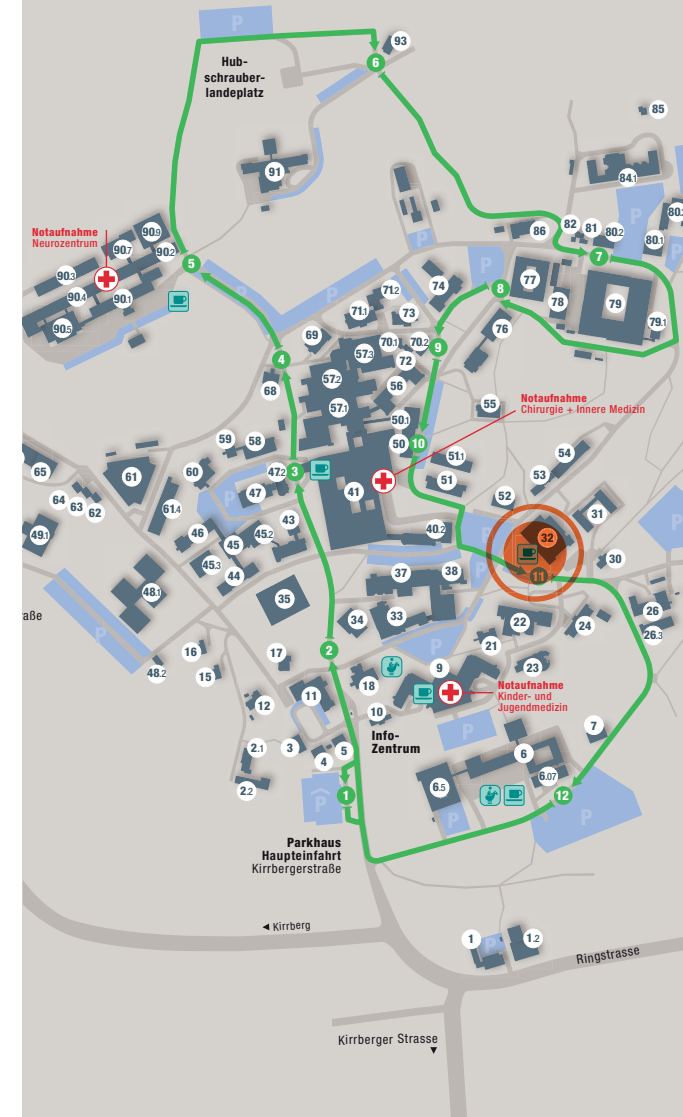 P
93
6
Hub-
schrauber-
landeplatz
85
91
84.1
P
80.2
P
86
82
81
80.2
80.1
7
Notaufnahme
Neurozentrum
90.9
90.7
90.2
5
90.3
90.4
90.1
90.5
P
P
P
P
P
77
8
78
79
79.1
74
71.2
71.1
73
76
69
70.1
70.2
9
57.3
72
4
57.2
56
68
57.1
55
50.1
Notaufnahme
Chirurgie + Innere Medizin
59
58
50
10
P
51.1
54
65
60
47.2
3
53
61
47
41
51
64
63
62
61.4
P
52
31
49.1
46
45
45.2
43
40.2
P
32
P
45.3
44
P
30
11
48.1
37
38
P
35
26
aße
P
34
33
22
24
26.3
16
17
2
P
21
48.2
15
18
9
23
11
12
P
10
Notaufnahme
Kinder- und
Jugendmedizin
7
2.1
3
4
5
Info-
Zentrum
P
6
2.2
6.5
6.07
1
P
12
P
P
Parkhaus
Haupteinfahrt
Kirrbergerstraße
◄ Kirrberg
1
P
1.2
Ringstrasse
Kirrberger Strasse
▼